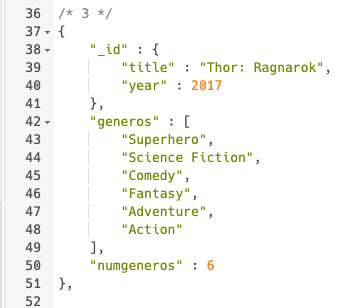 36 /* 3 */
37 {
38 "_id" : {
39 "title" : "Thor: Ragnarok",
40 "year" : 2017
41 },
42 "generos" : [
43 "Superhero",
44 "Science Fiction",
45 "Comedy",
46 "Fantasy",
47 "Adventure",
48 "Action"
49 ],
50 "numgeneros" : 6
51 },
52